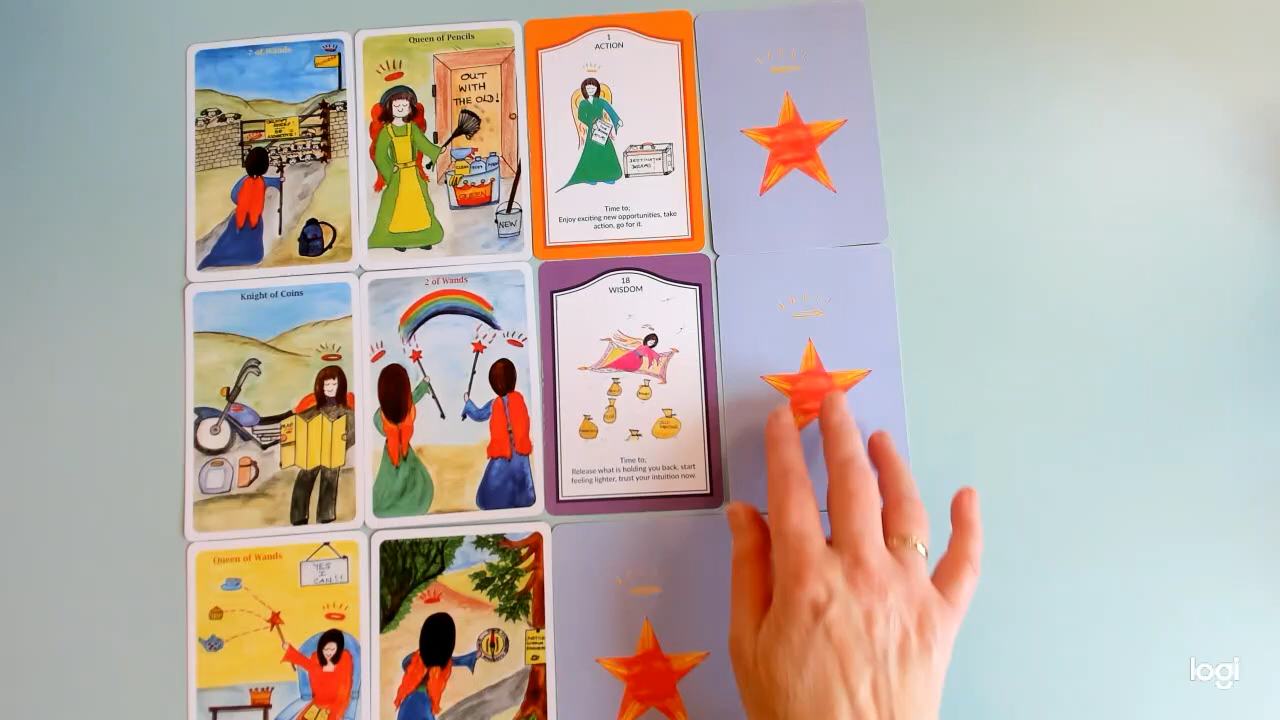 7 of Wands
Queen of Pencils
OUT
WITH
THE OLD!
QUEEN
NEW
1
ACTION
Time to;
Enjoy exciting new opportunities, take
action, go for it.
Knight of Coins
2 of Wands
18
WISDOM
Time to;
Release what is holding you back, start
feeling lighter, trust your intuition now.
Queen of Wands
YES
I
CAN!!
logi